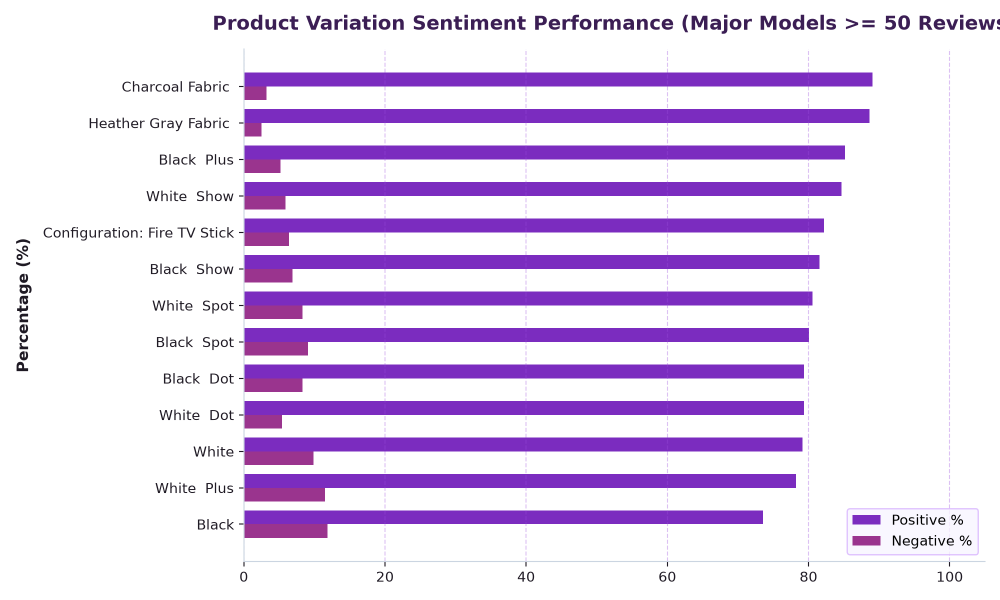 Product Variation Sentiment Performance (Major Models >= 50 Reviews
Charcoal Fabric
Heather Gray Fabric
Black  Plus
White  Show
Configuration: Fire TV Stick
Black  Show
White  Spot
Black  Spot
Black  Dot
White  Dot
White
White  Plus
Black
Percentage (%)
0 20 40 60 80 100
Positive %
Negative %